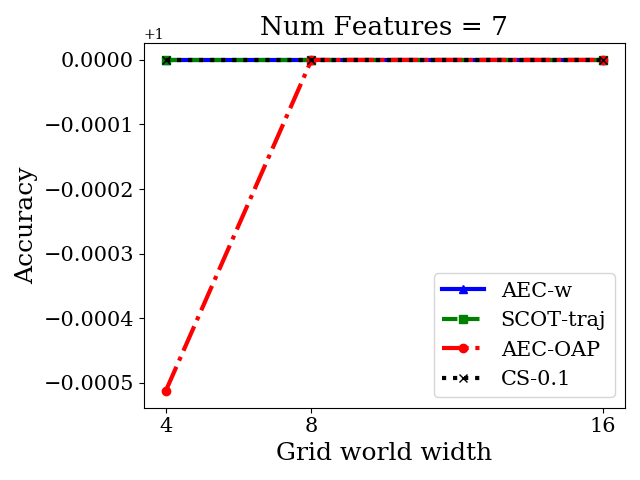 Num Features = 7
+1
0.0000
−0.0001
−0.0002
−0.0003
−0.0004
−0.0005
Accuracy
AEC-w
SCOT-traj
AEC-OAP
CS-0.1
4 8 16
Grid world width